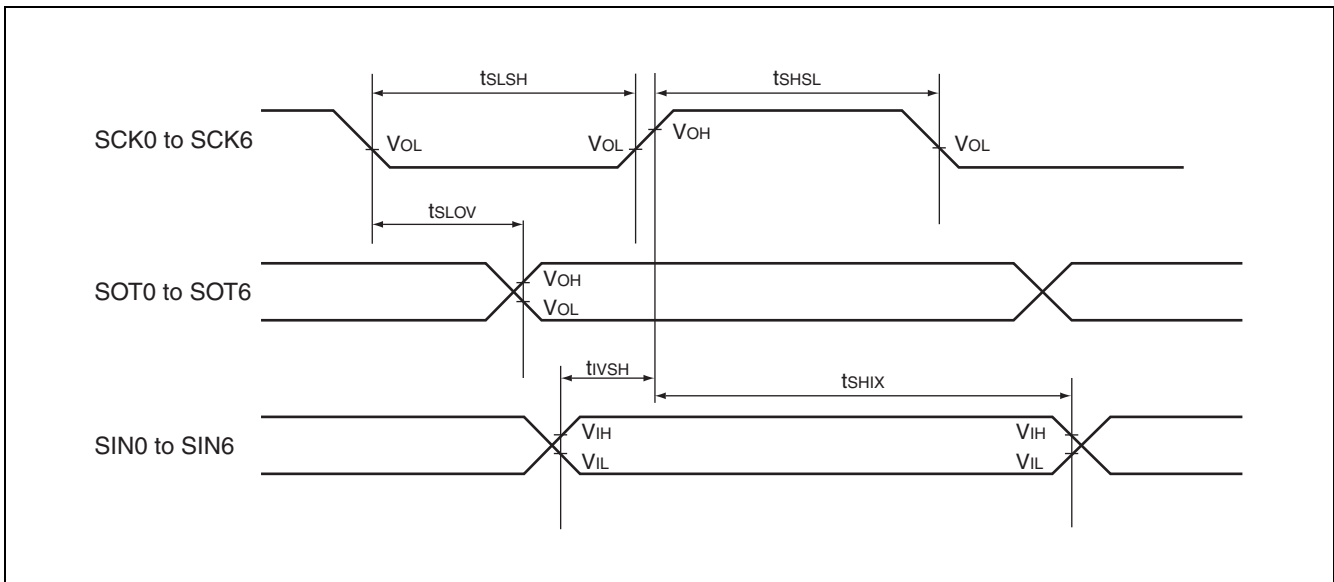 tSLSH
tSHSL
SCK0 to SCK6
VOL
VOL
VOH
VOL
tSLOV
SOT0 to SOT6
VOH
VOL
tIVSH
tSHIX
SIN0 to SIN6
VIH
VIL
VIH
VIL